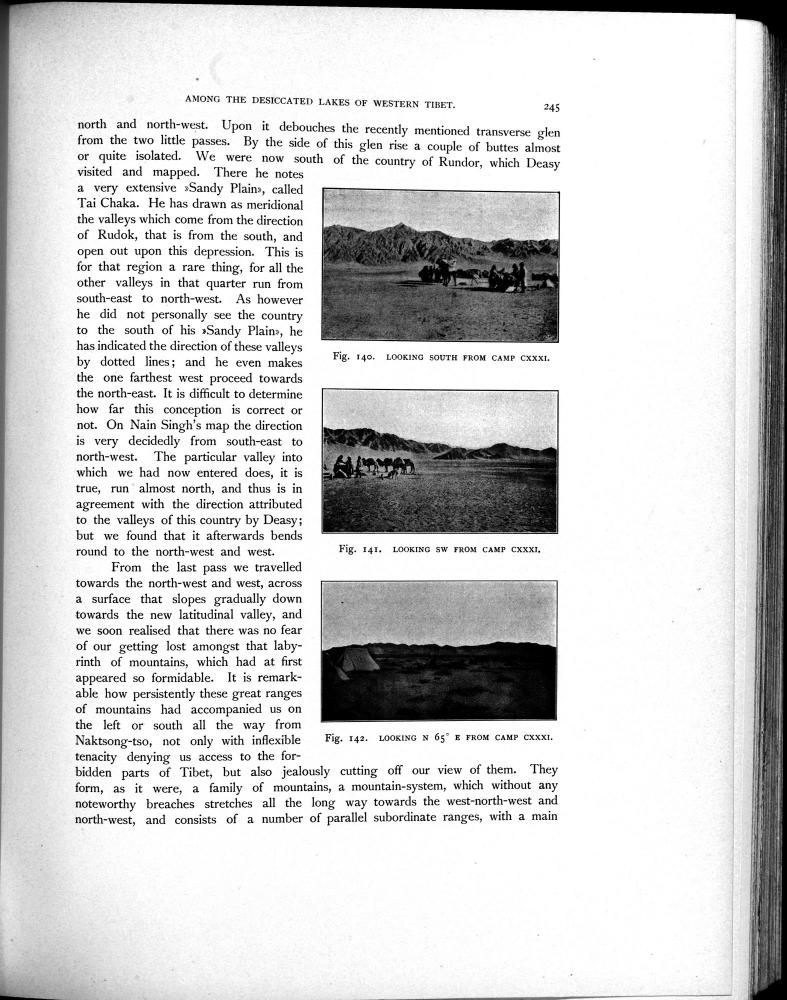 AMONG THE DESICCATED LAKES OF WESTERN TIBET. 245
north and north-west. Upon it debouches the recently mentioned transverse glen
from the two little passes. By the side of this glen rise a couple of buttes almost
or quite isolated. We were now south of the country of Rundor, which Deasy
visited and mapped. There he notes
a very extensive »Sandy Plain», called
Tai Chaka. He has drawn as meridional
the valleys which come from the direction
of Rudok, that is from the south, and
open out upon this depression. This is
for that region a rare thing, for all the
other valleys in that quarter run from
south-east to north-west. As however
he did not personally see the country
to the south of his »Sandy Plain», he
has indicated the direction of these valleys
by dotted lines; and he even makes
the one farthest west proceed towards
the north-east. It is difficult to determine
how far this conception is correct or
not. On Nain Singh's map the direction
is very decidedly from south-east to
north-west. The particular valley into
which we had now entered does, it is
true, run almost north, and thus is in
agreement with the direction attributed
to the valleys of this country by Deasy;
but we found that it afterwards bends
round to the north-west and west.
From the last pass we travelled
towards the north-west and west, across
a surface that slopes gradually down
towards the new latitudinal valley, and
we soon realised that there was no fear
of our getting lost amongst that laby-
rinth of mountains, which had at first
appeared so formidable. It is remark-
able how persistently these great ranges
of mountains had accompanied us on
the left or south all the way from
Naktsong-tso, not only with inflexible
tenacity denying us access to the for-
bidden parts of Tibet, but also jealously cutting off our view of them. They
form, as it were, a family of mountains, a mountain-system, which without any
noteworthy breaches stretches all the long way towards the west-north-west and
north-west, and consists of a number of parallel subordinate ranges, with a main
Fig. 140. LOOKING SOUTH FROM CAMP CXXXI.
Fig. 141. LOOKING SW FROM CAMP CXXXI.
Fig. 142. LOOKING N 65° E FROM CAMP CXXXI.